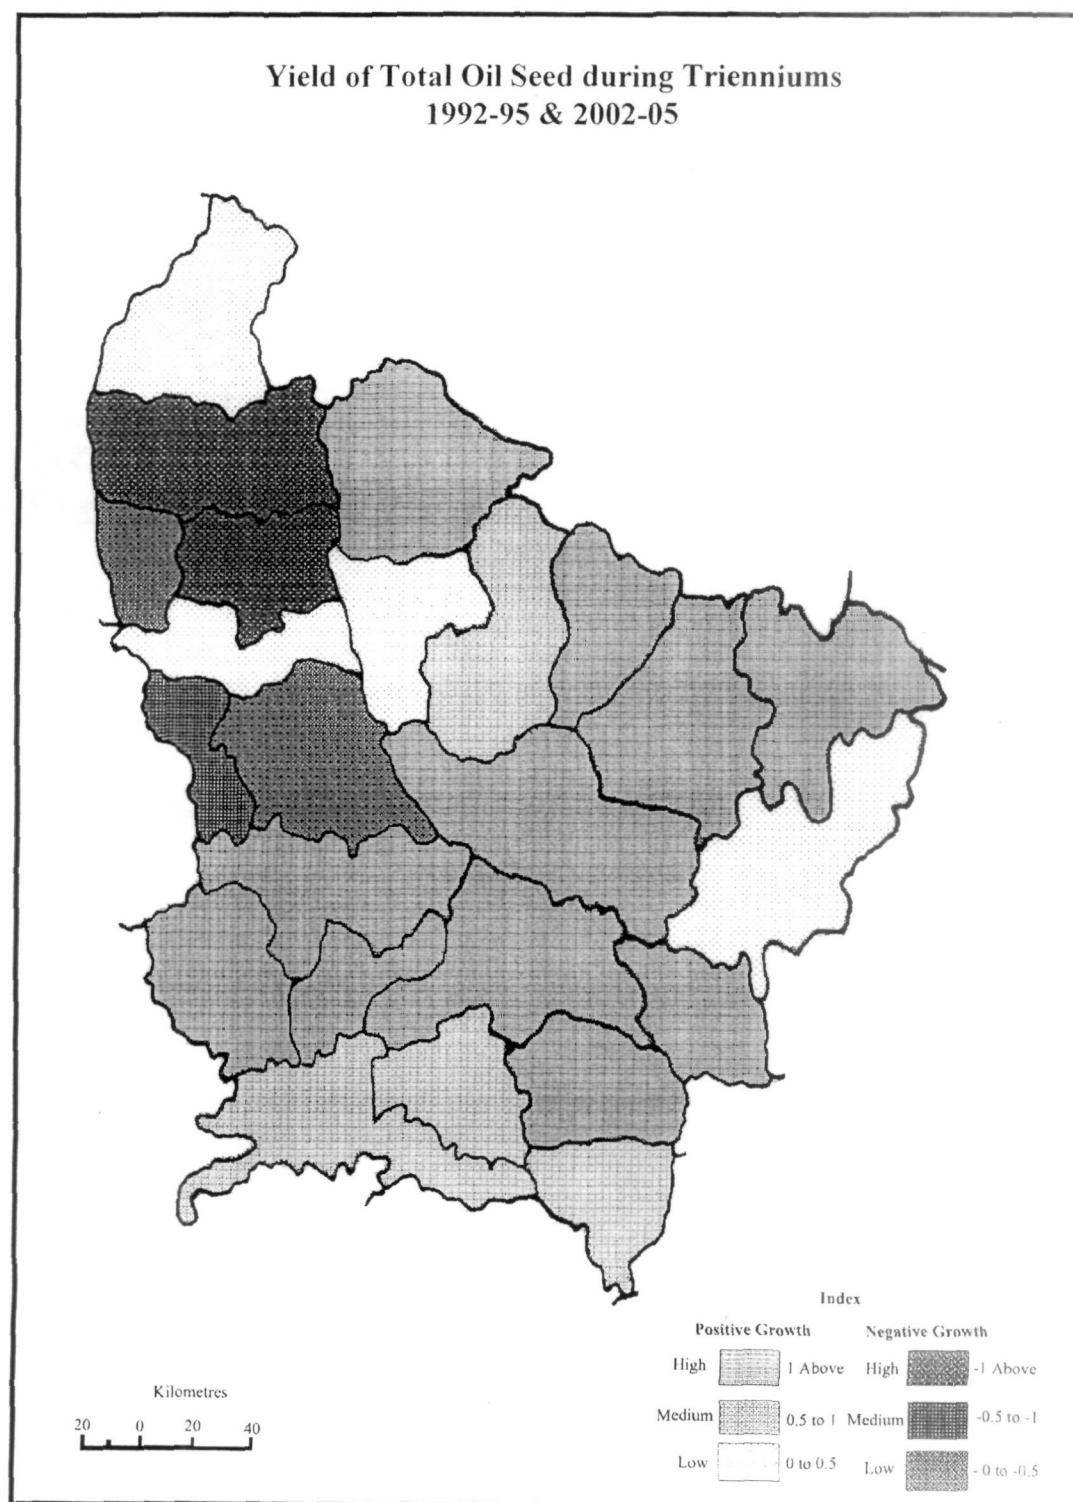 Yield of Total Oil Seed during Trienniums
1992-95 & 2002-05
Index
Positive Growth Negative Growth
High 1 Above High -1 Above
Medium 0.5 to 1 Medium -0.5 to -1
Low 0 to 0.5 Low - 0 to -0.5
Kilometres
20 0 20 40